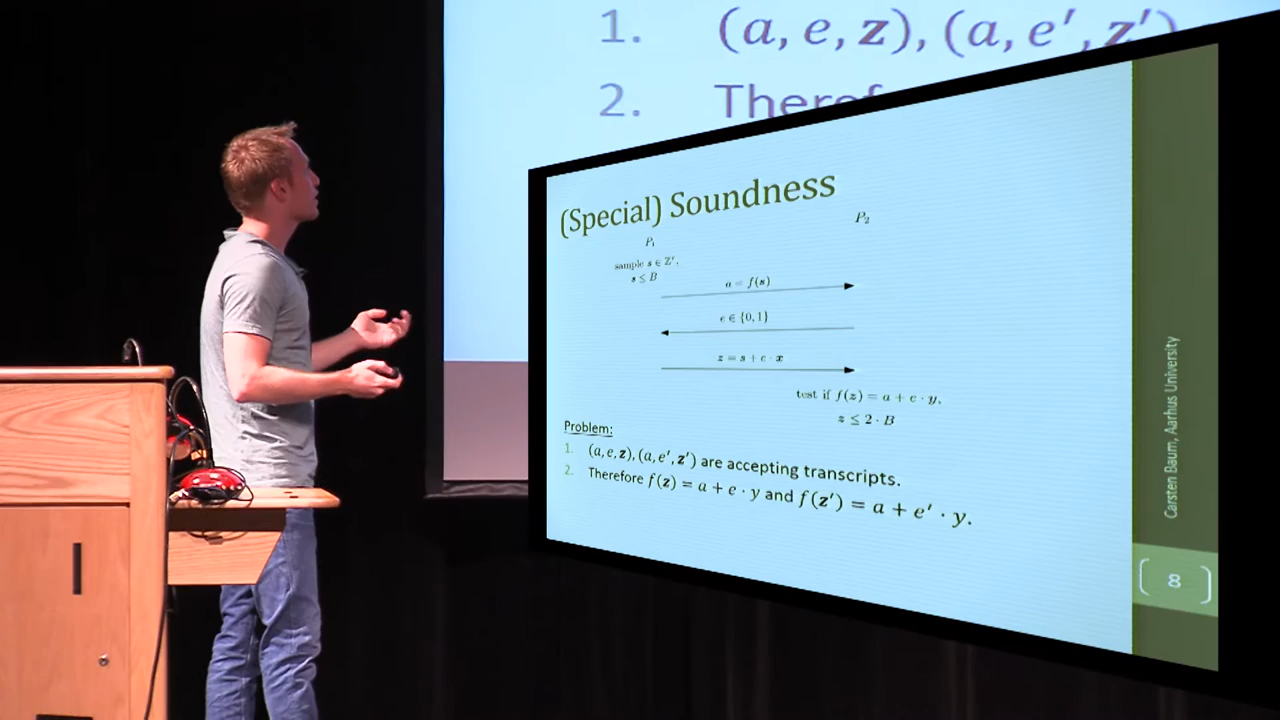 1. (a, e, z), (a, e′, z′)
2. Theref
(Special) Soundness
P₁
P₂
sample s ∈ ℤʳ,
s ≤ B
a = f(s)
e ∈ {0, 1}
z = s + e · x
test if f(z) = a + e · y,
z ≤ 2 · B
Problem:
1. (a, e, z), (a, e′, z′) are accepting transcripts.
2. Therefore f(z) = a + e · y and f(z′) = a + e′ · y.
Carsten Baum, Aarhus University
8